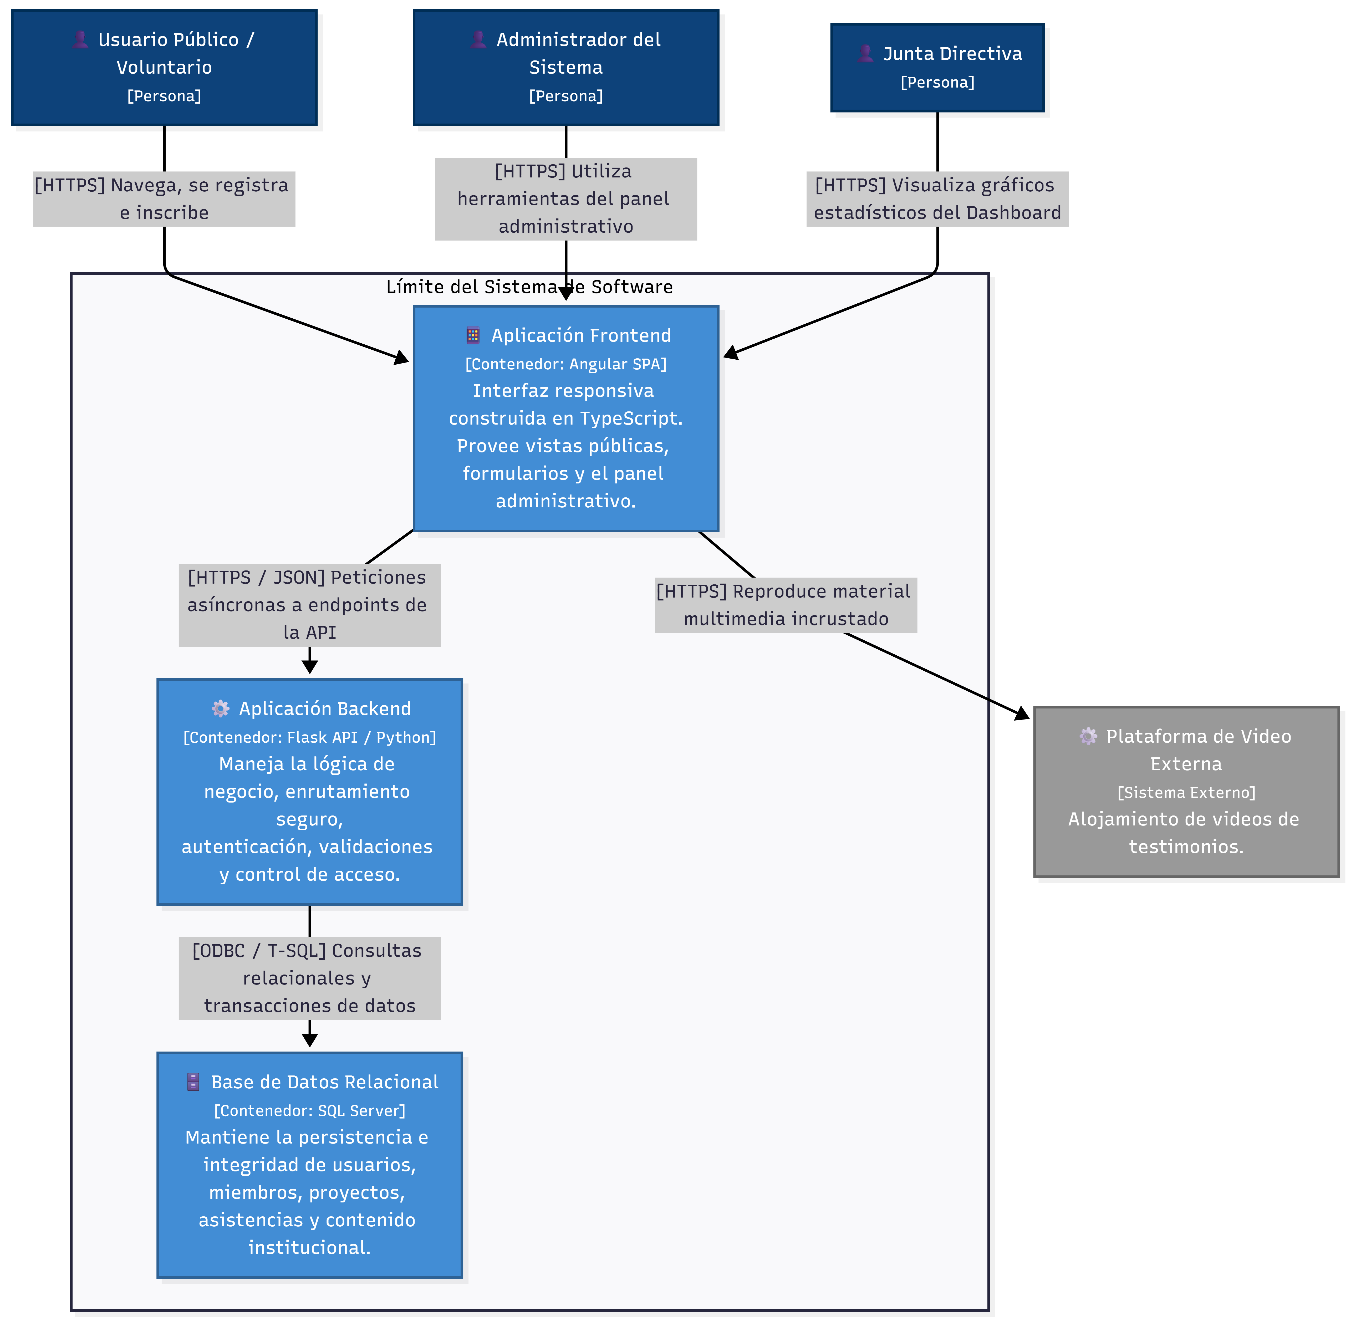 Usuario Público /
Voluntario
[Persona]
Administrador del
Sistema
[Persona]
Junta Directiva
[Persona]
[HTTPS] Navega, se registra
e inscribe
[HTTPS] Utiliza
herramientas del panel
administrativo
[HTTPS] Visualiza gráficos
estadísticos del Dashboard
Límite del Sistema de Software
Aplicación Frontend
[Contenedor: Angular SPA]
Interfaz responsiva
construida en TypeScript.
Provee vistas públicas,
formularios y el panel
administrativo.
[HTTPS / JSON] Peticiones
asíncronas a endpoints de
la API
[HTTPS] Reproduce material
multimedia incrustado
Aplicación Backend
[Contenedor: Flask API / Python]
Maneja la lógica de
negocio, enrutamiento
seguro,
autenticación, validaciones
y control de acceso.
Plataforma de Video
Externa
[Sistema Externo]
Alojamiento de videos de
testimonios.
[ODBC / T-SQL] Consultas
relacionales y
transacciones de datos
Base de Datos Relacional
[Contenedor: SQL Server]
Mantiene la persistencia e
integridad de usuarios,
miembros, proyectos,
asistencias y contenido
institucional.